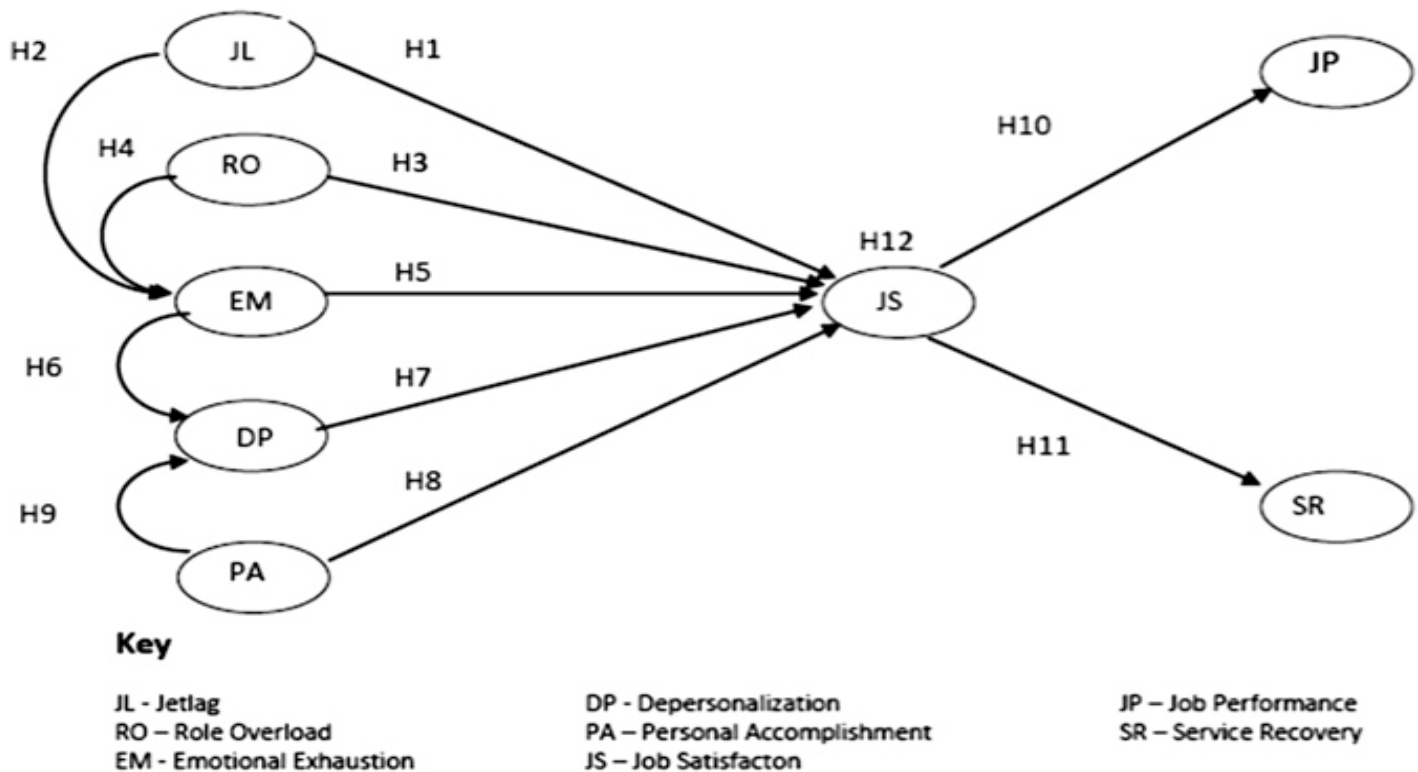 H2
JL
H1
JP
H4
RO
H3
H10
H12
EM
H5
JS
H6
H7
DP
H8
H11
H9
PA
SR
Key
JL - Jetlag
RO – Role Overload
EM - Emotional Exhaustion
DP - Depersonalization
PA – Personal Accomplishment
JS – Job Satisfacton
JP – Job Performance
SR – Service Recovery